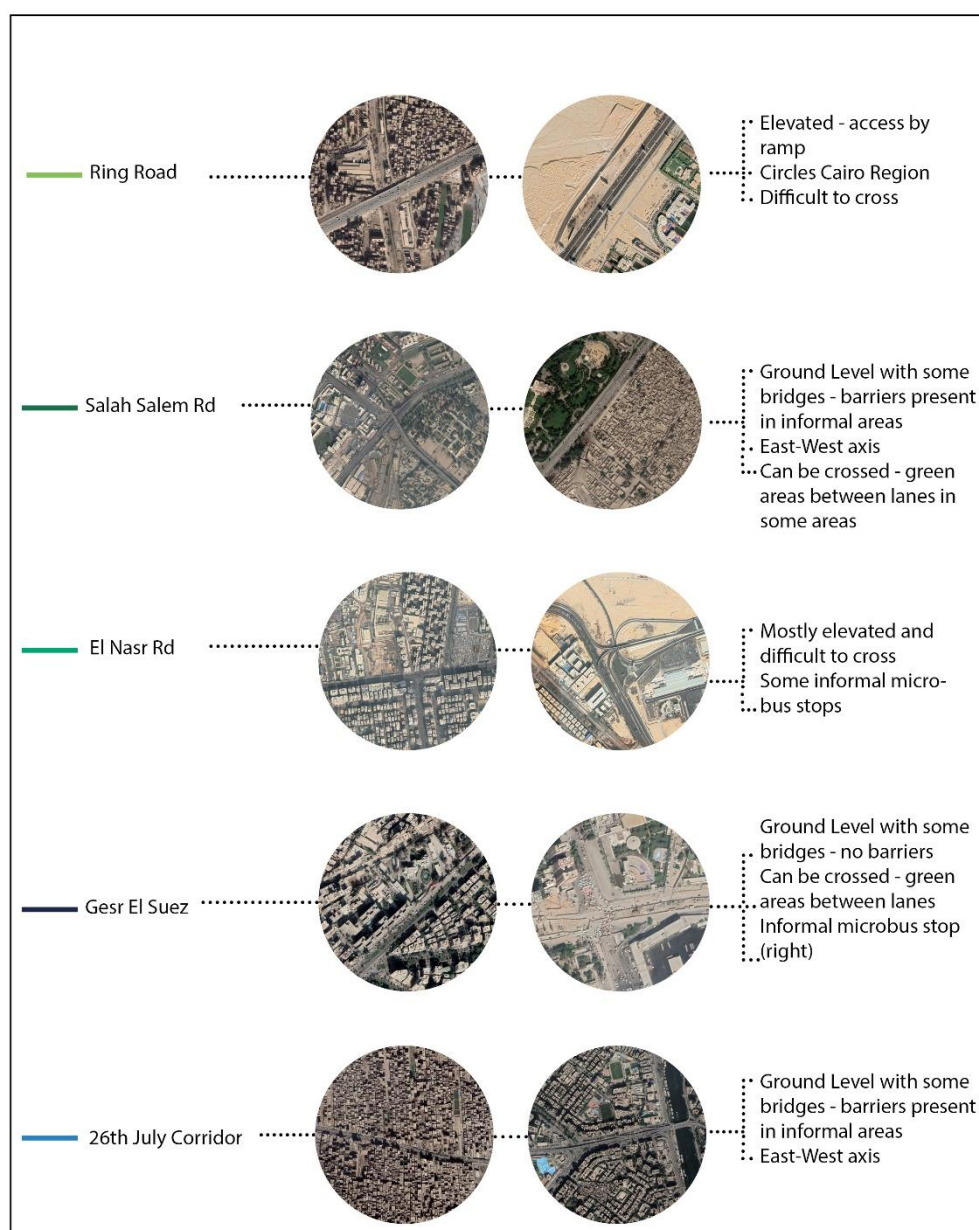 Ring Road
Elevated - access by
ramp
Circles Cairo Region
Difficult to cross
Salah Salem Rd
Ground Level with some
bridges - barriers present
in informal areas
East-West axis
Can be crossed - green
areas between lanes in
some areas
El Nasr Rd
Mostly elevated and
difficult to cross
Some informal micro-
bus stops
Gesr El Suez
Ground Level with some
bridges - no barriers
Can be crossed - green
areas between lanes
Informal microbus stop
(right)
26th July Corridor
Ground Level with some
bridges - barriers present
in informal areas
East-West axis